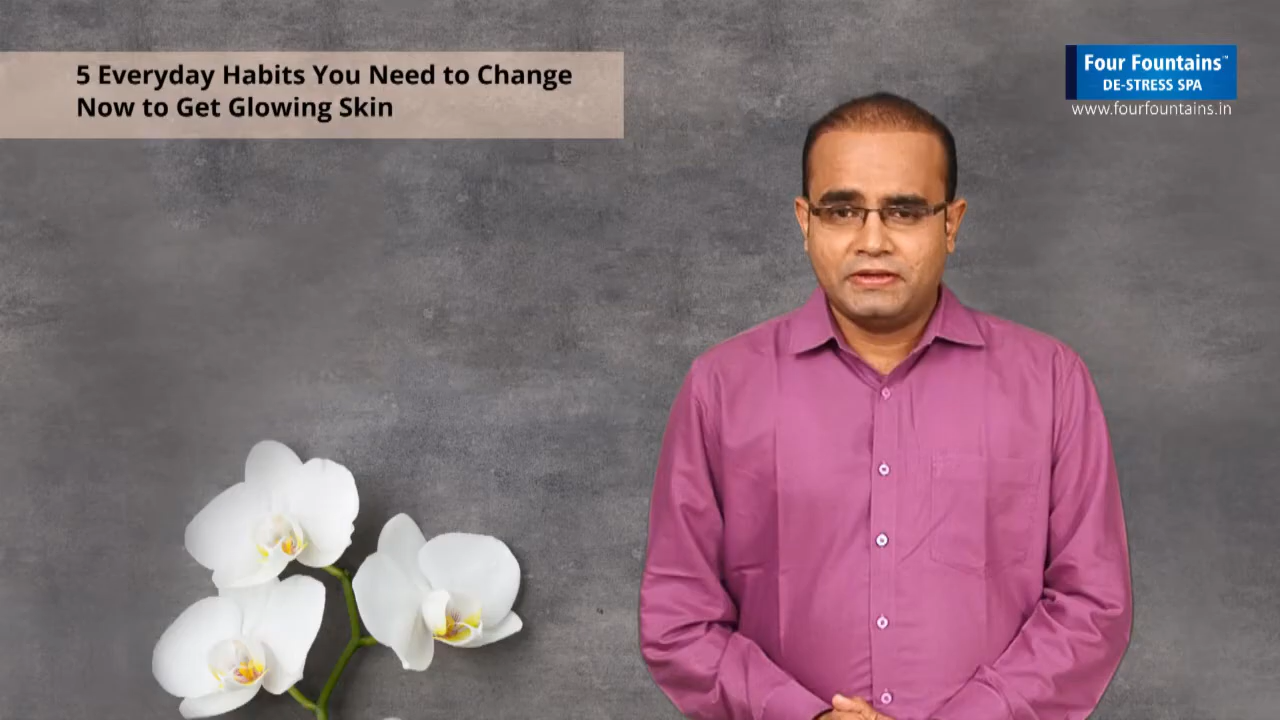 5 Everyday Habits You Need to Change
Now to Get Glowing Skin
Four Fountains™
DE-STRESS SPA
www.fourfountains.in